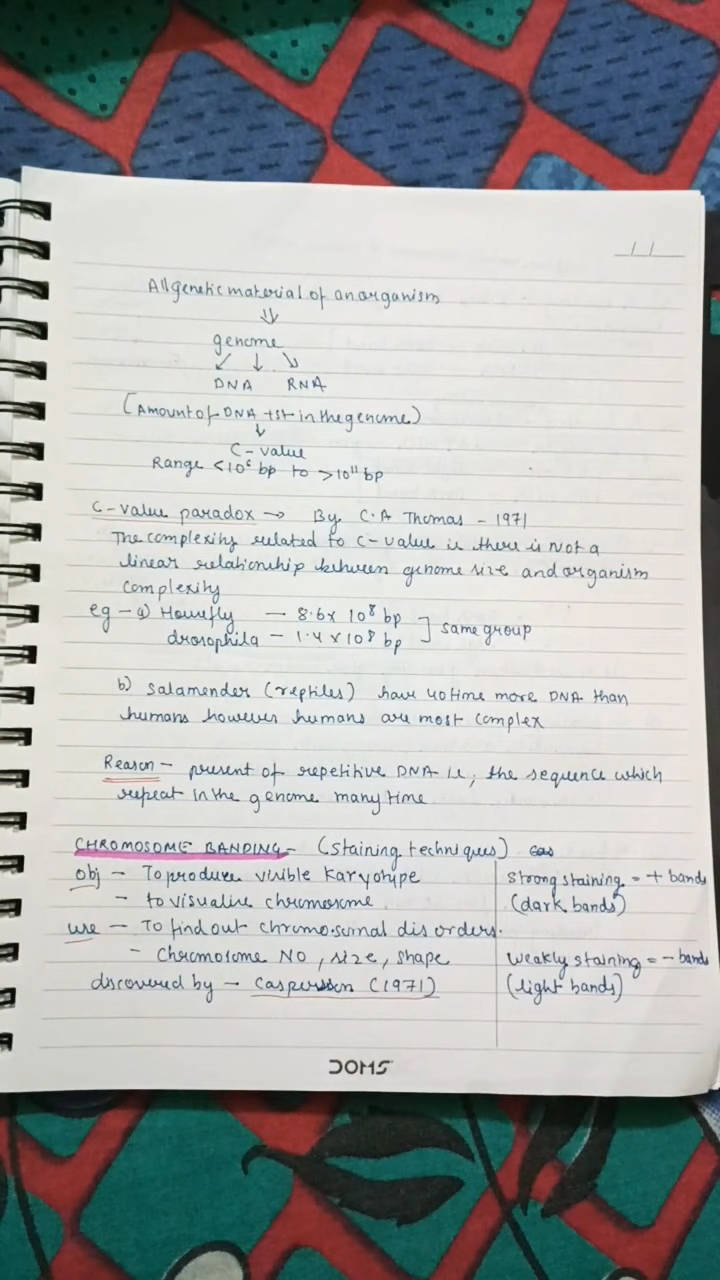 All genetic material of an organism
⇓
genome
↙ ↓ ↘
DNA RNA
(Amount of DNA +st in the genome)
↓
C-value
Range <10⁶ bp to >10¹¹ bp
C-value paradox → By C.A Thomas - 1971
The complexity related to C-value ie there is Not a
linear relationship between genome size and organism
complexity
eg - a) Housefly - 8.6x 10⁸ bp
drosophila - 1.4 x 10⁸ bp ] same group
b) salamender (reptiles) have 40 time more DNA than
humans however humans are most complex
Reason - present of repetitive DNA i.e, the sequence which
repeat in the genome many time
CHROMOSOME BANDING - (staining techniques)
obj - To produce visible Karyotype
- to visualise chromosome
use - To find out chromosomal disorders.
- Chromosome NO, size, shape
discovered by - Caspersson (1971)
strong staining = + bands
(dark bands)
weakly staining = - bands
(light bands)
DOMS